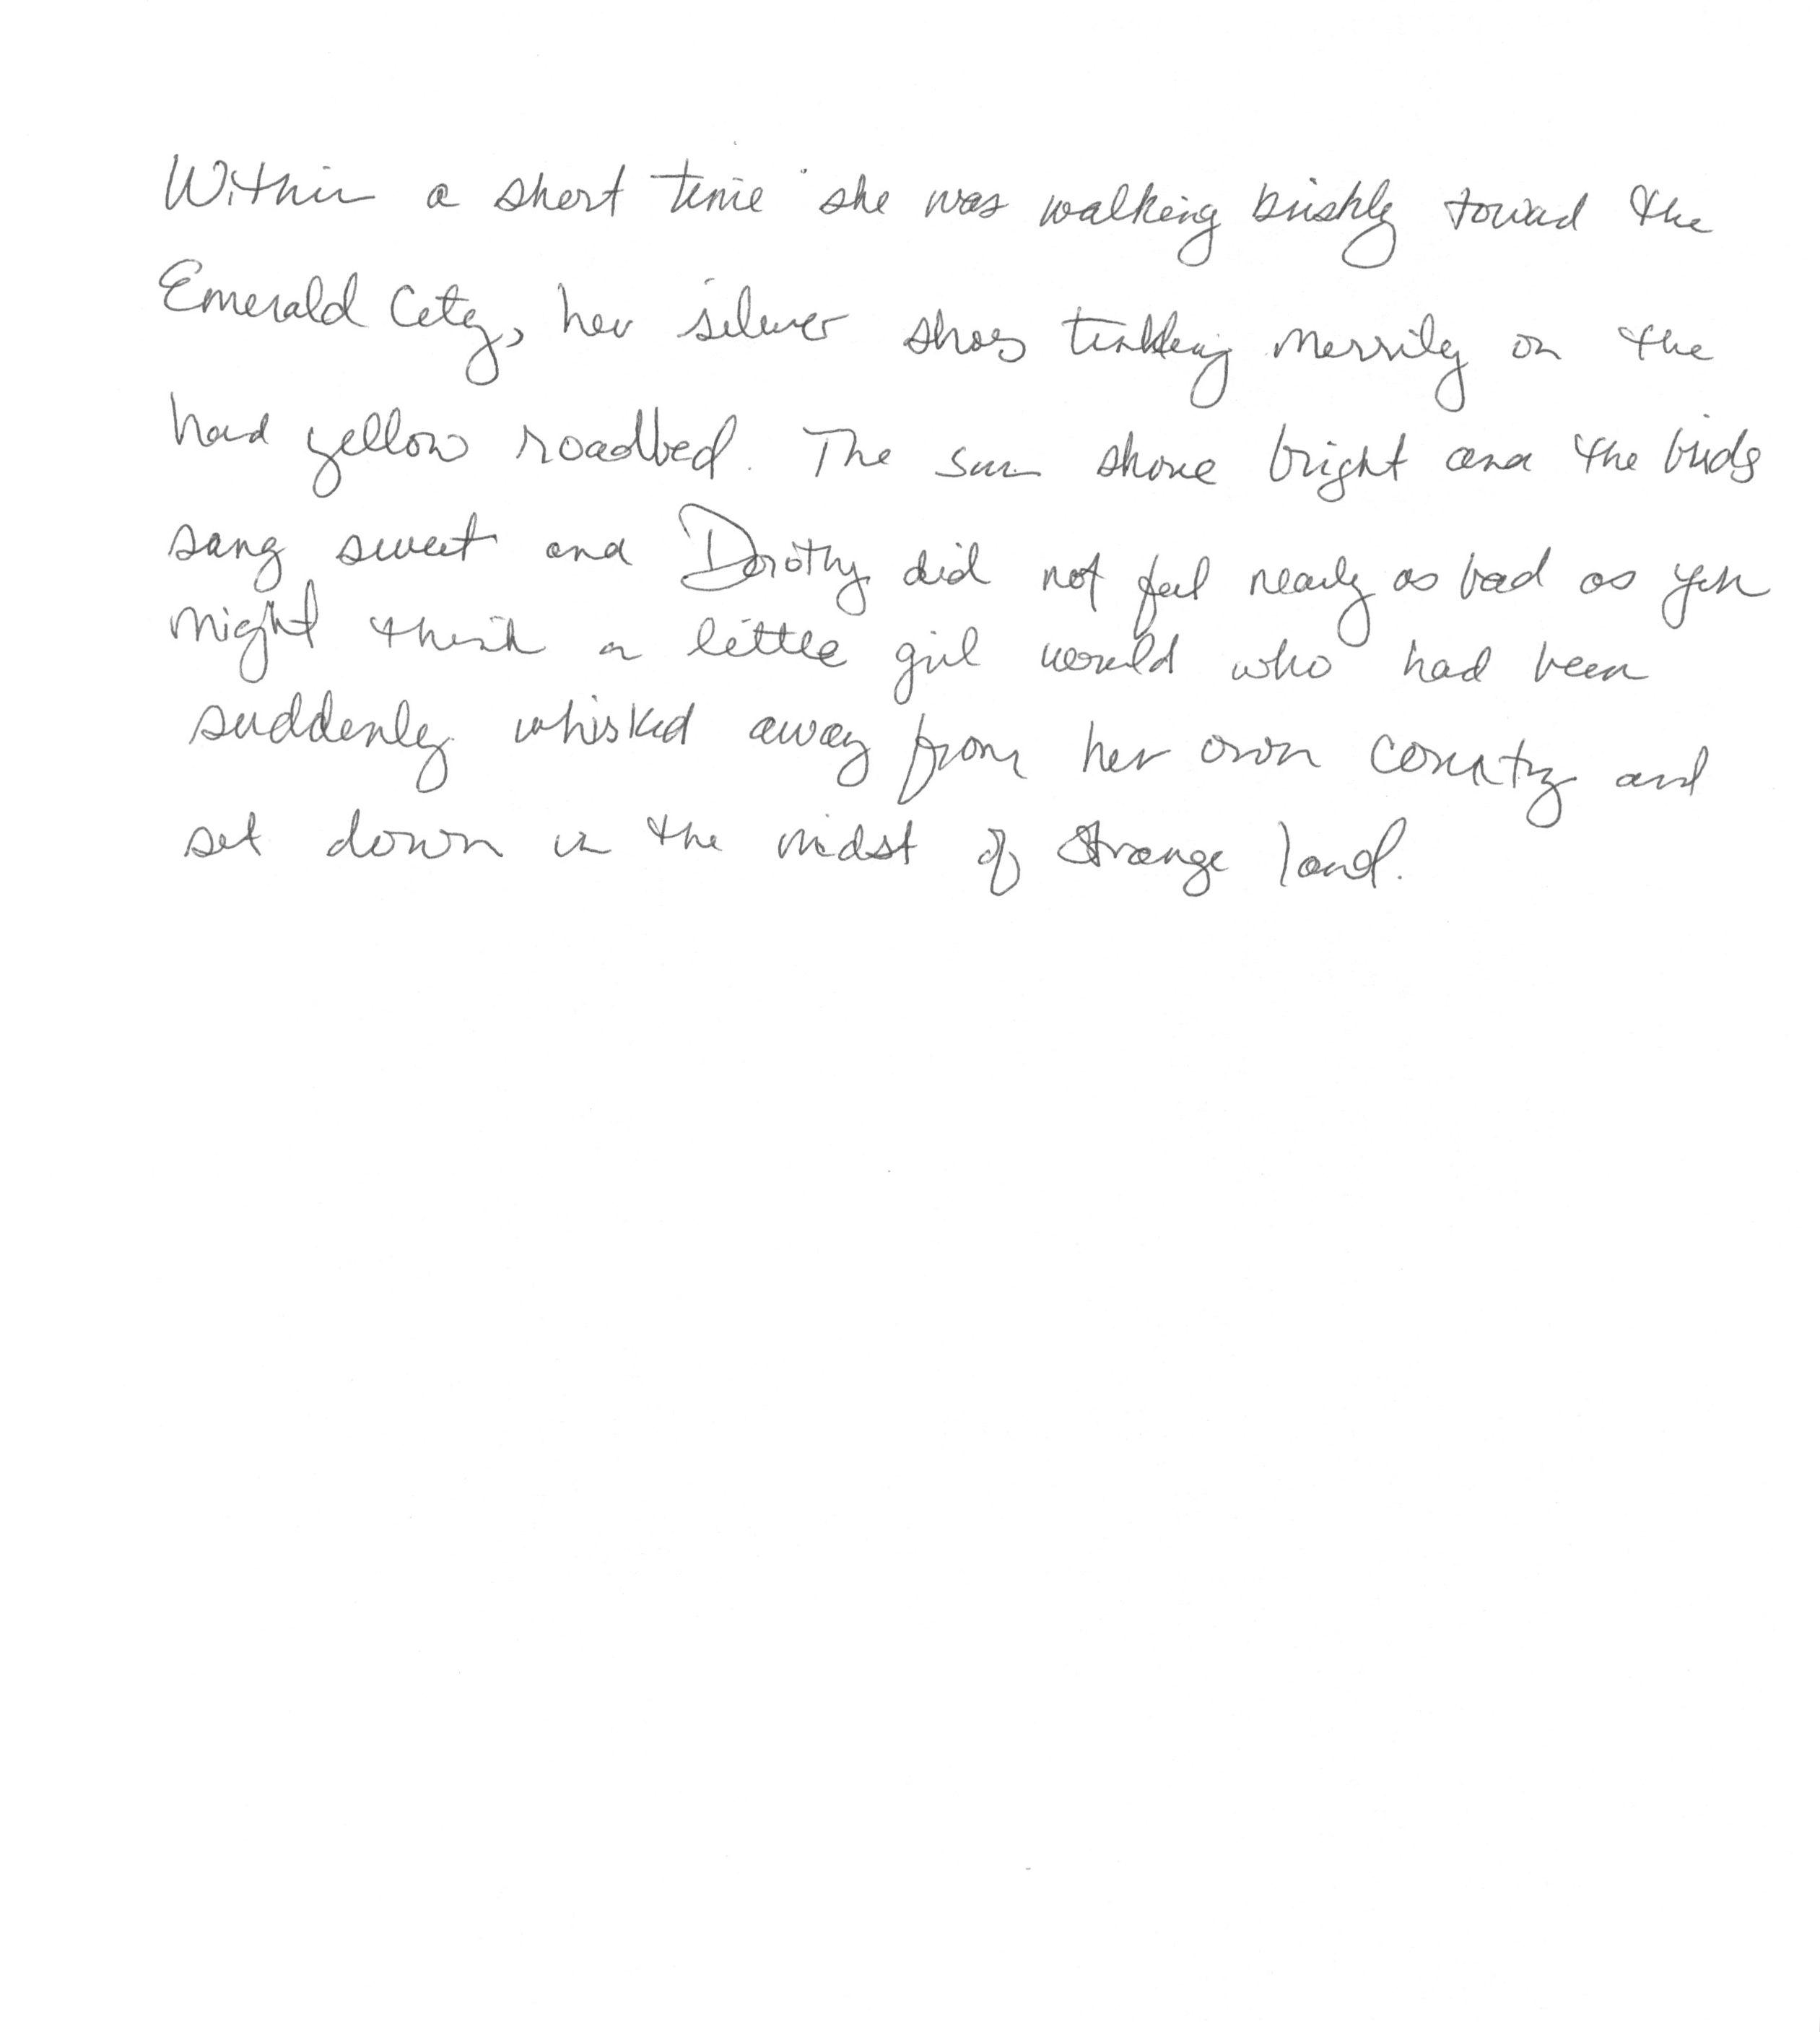 Within a short time she was walking briskly toward the
Emerald City, her silver shoes tinkling merrily on the
hard yellow roadbed. The sun shone bright and the birds
sang sweet and Dorothy did not feel nearly as bad as you
might think a little girl would who had been
suddenly whisked away from her own country and
set down in the midst of strange land.